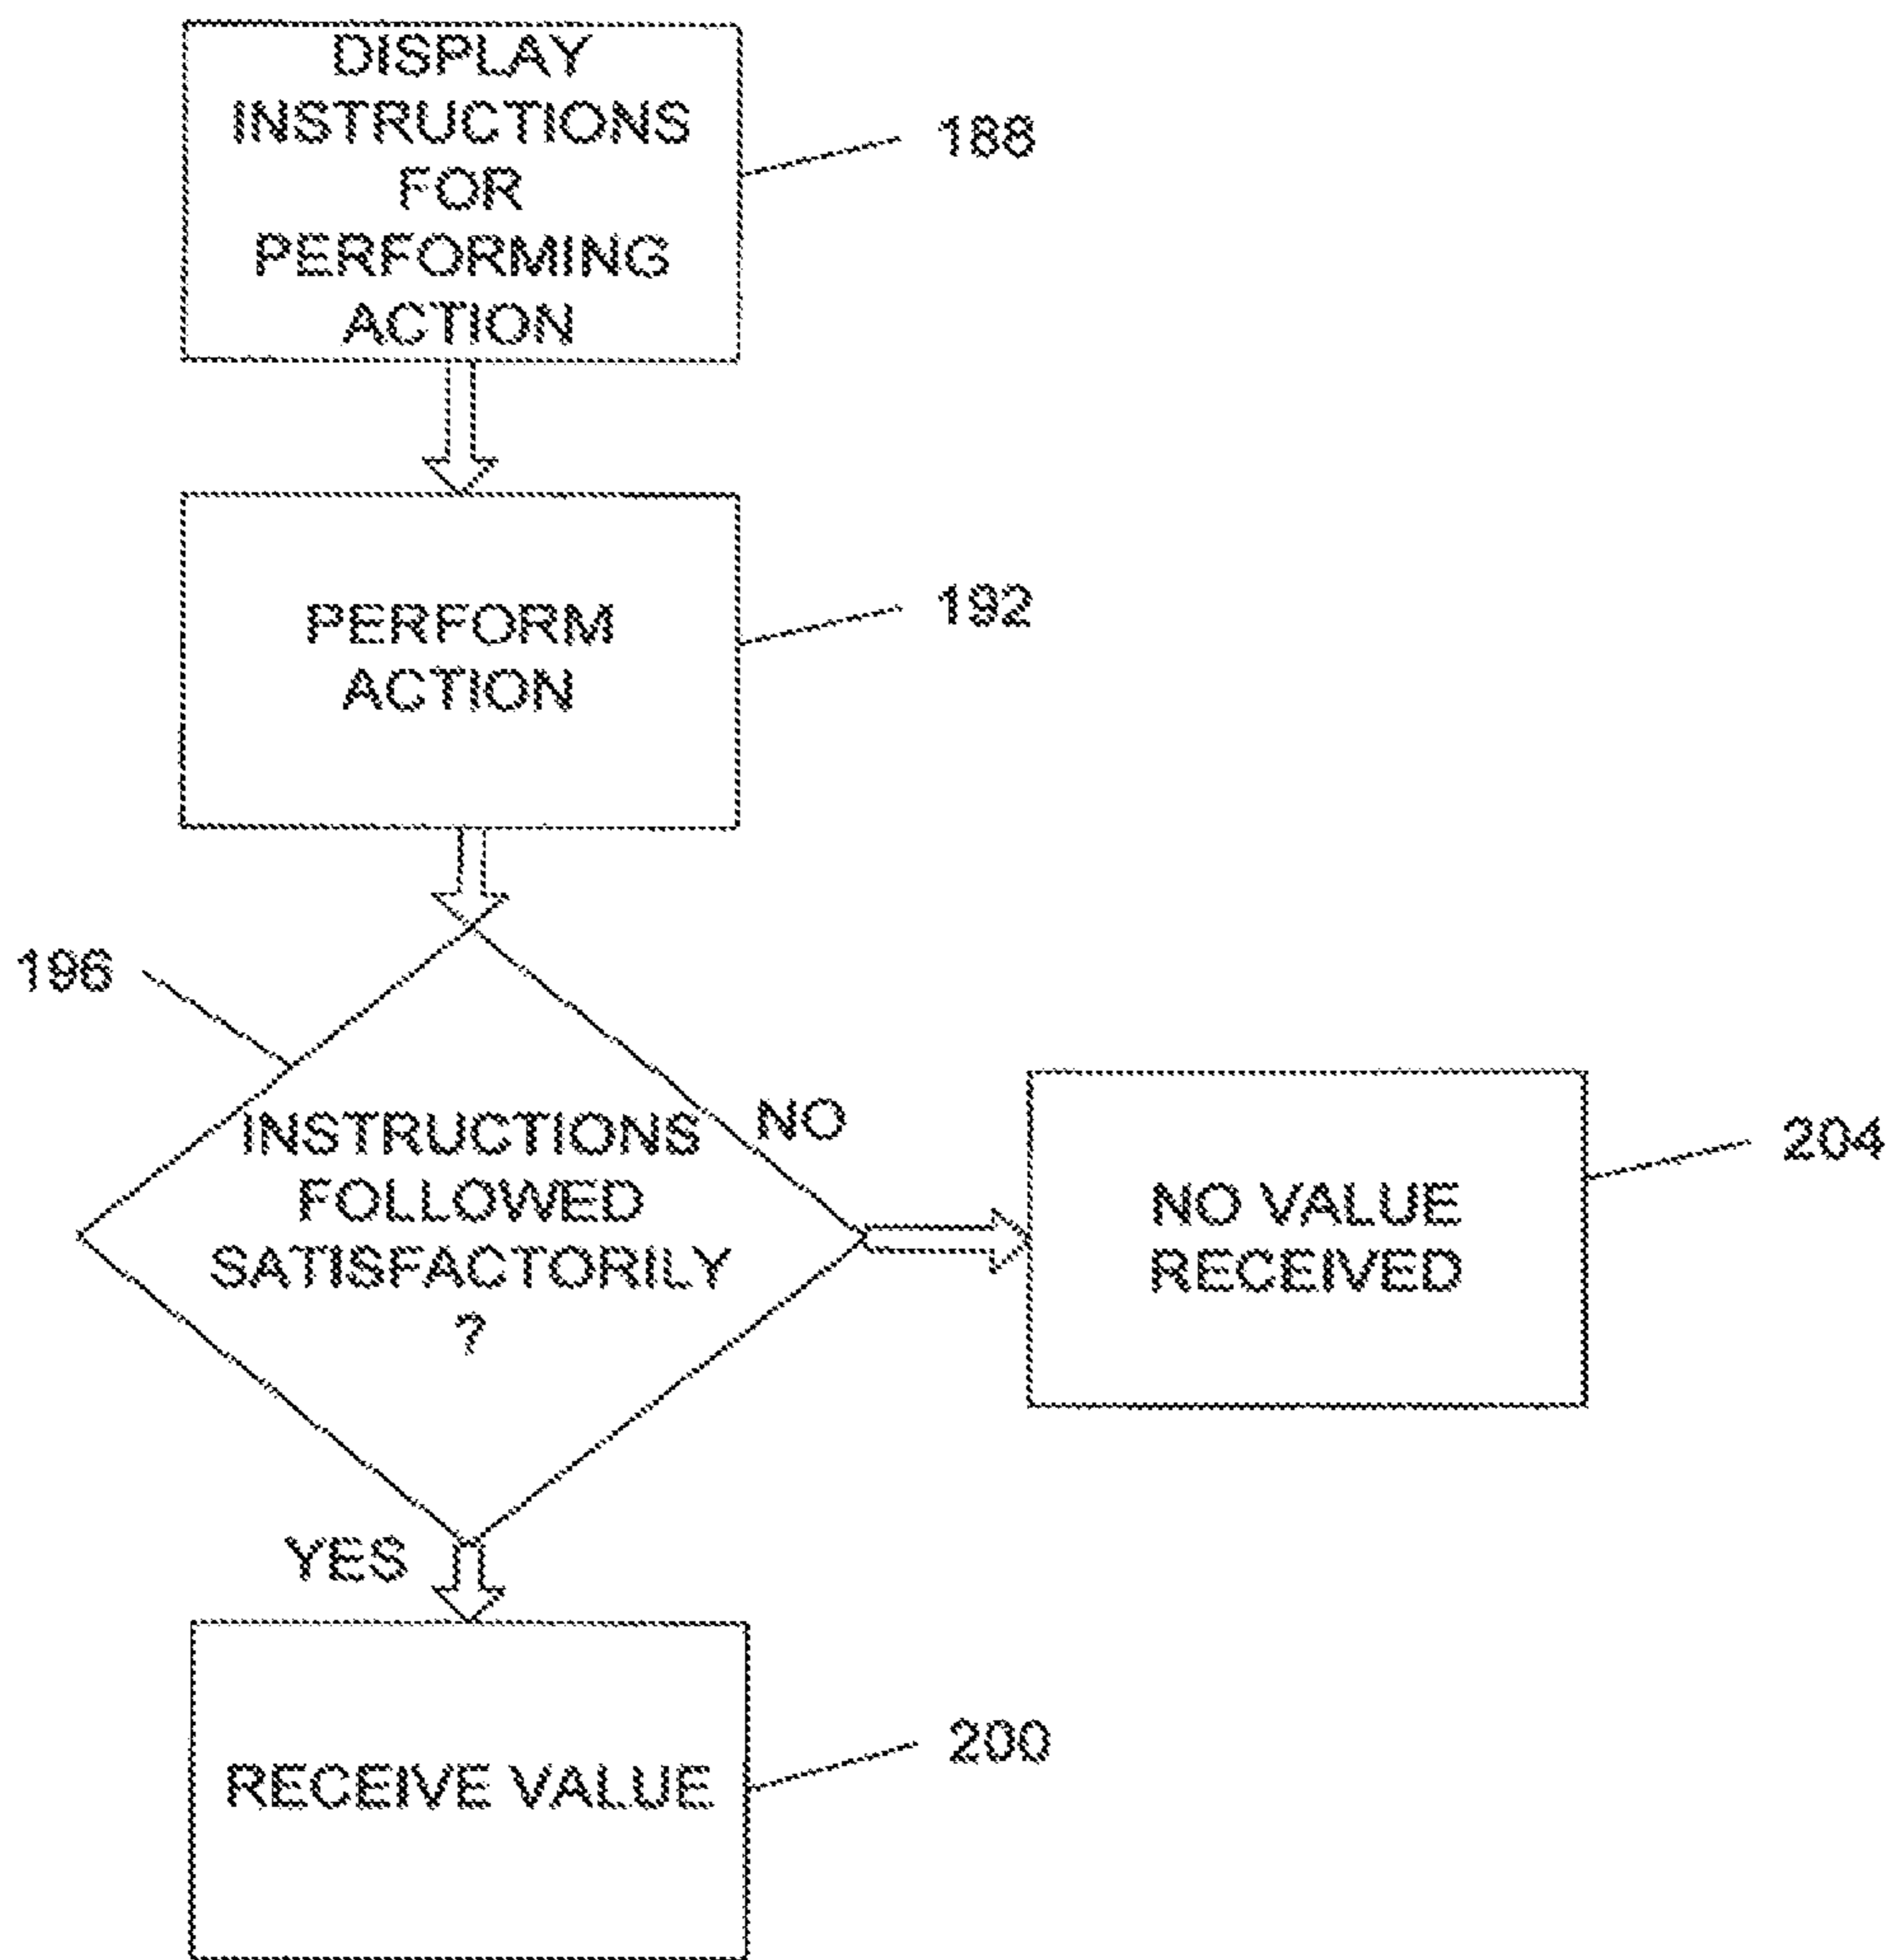 DISPLAY
INSTRUCTIONS
FOR
PERFORMING
ACTION
188
PERFORM
ACTION
192
196
INSTRUCTIONS
FOLLOWED
SATISFACTORILY
?
NO
NO VALUE
RECEIVED
204
YES
RECEIVE VALUE
200